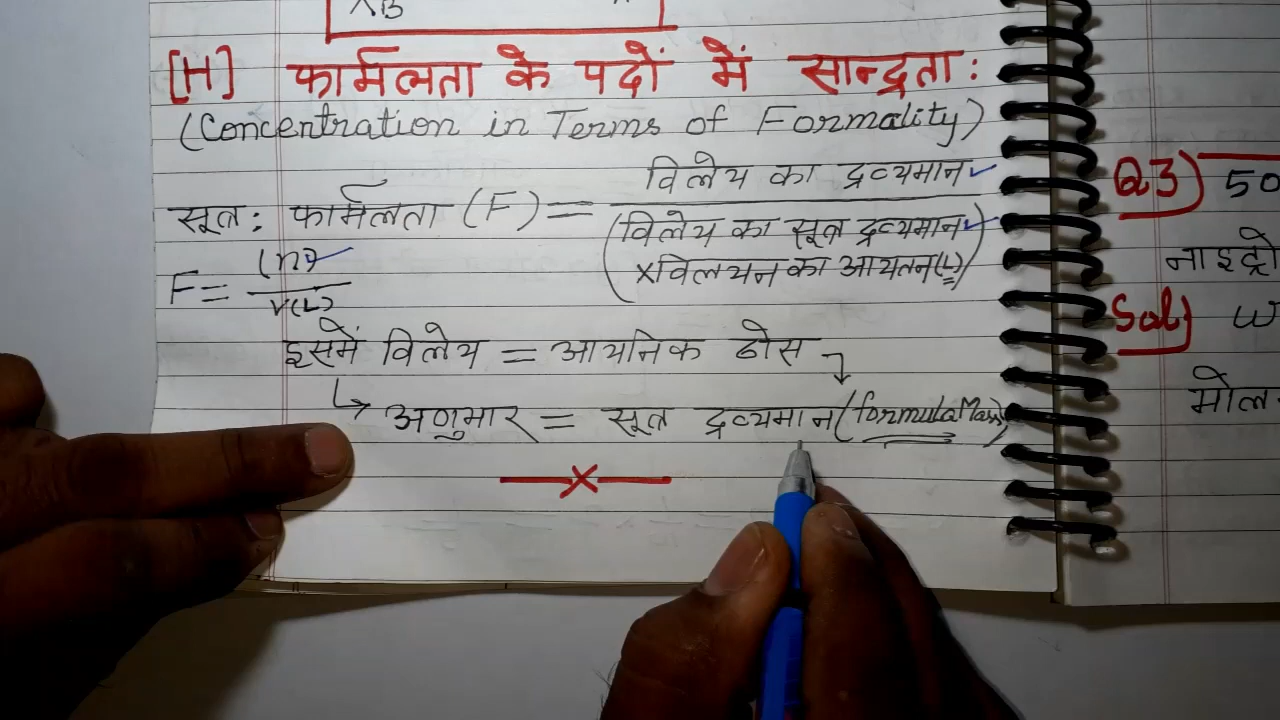 XB
[H] फार्मलता के पदों में सान्द्रता:
(Concentration in Terms of Formality)
सूत्र: फार्मलता (F) = विलेय का द्रव्यमान
(विलेय का सूत्र द्रव्यमान
x विलयन का आयतन(L))
F = (n)
V(L)
इसमें विलेय = आयनिक ठोस
↳ अणुभार = सूत्र द्रव्यमान (formula Mass)
—x—
Q3) 50
नाइट्रो
Sol) W
मोल